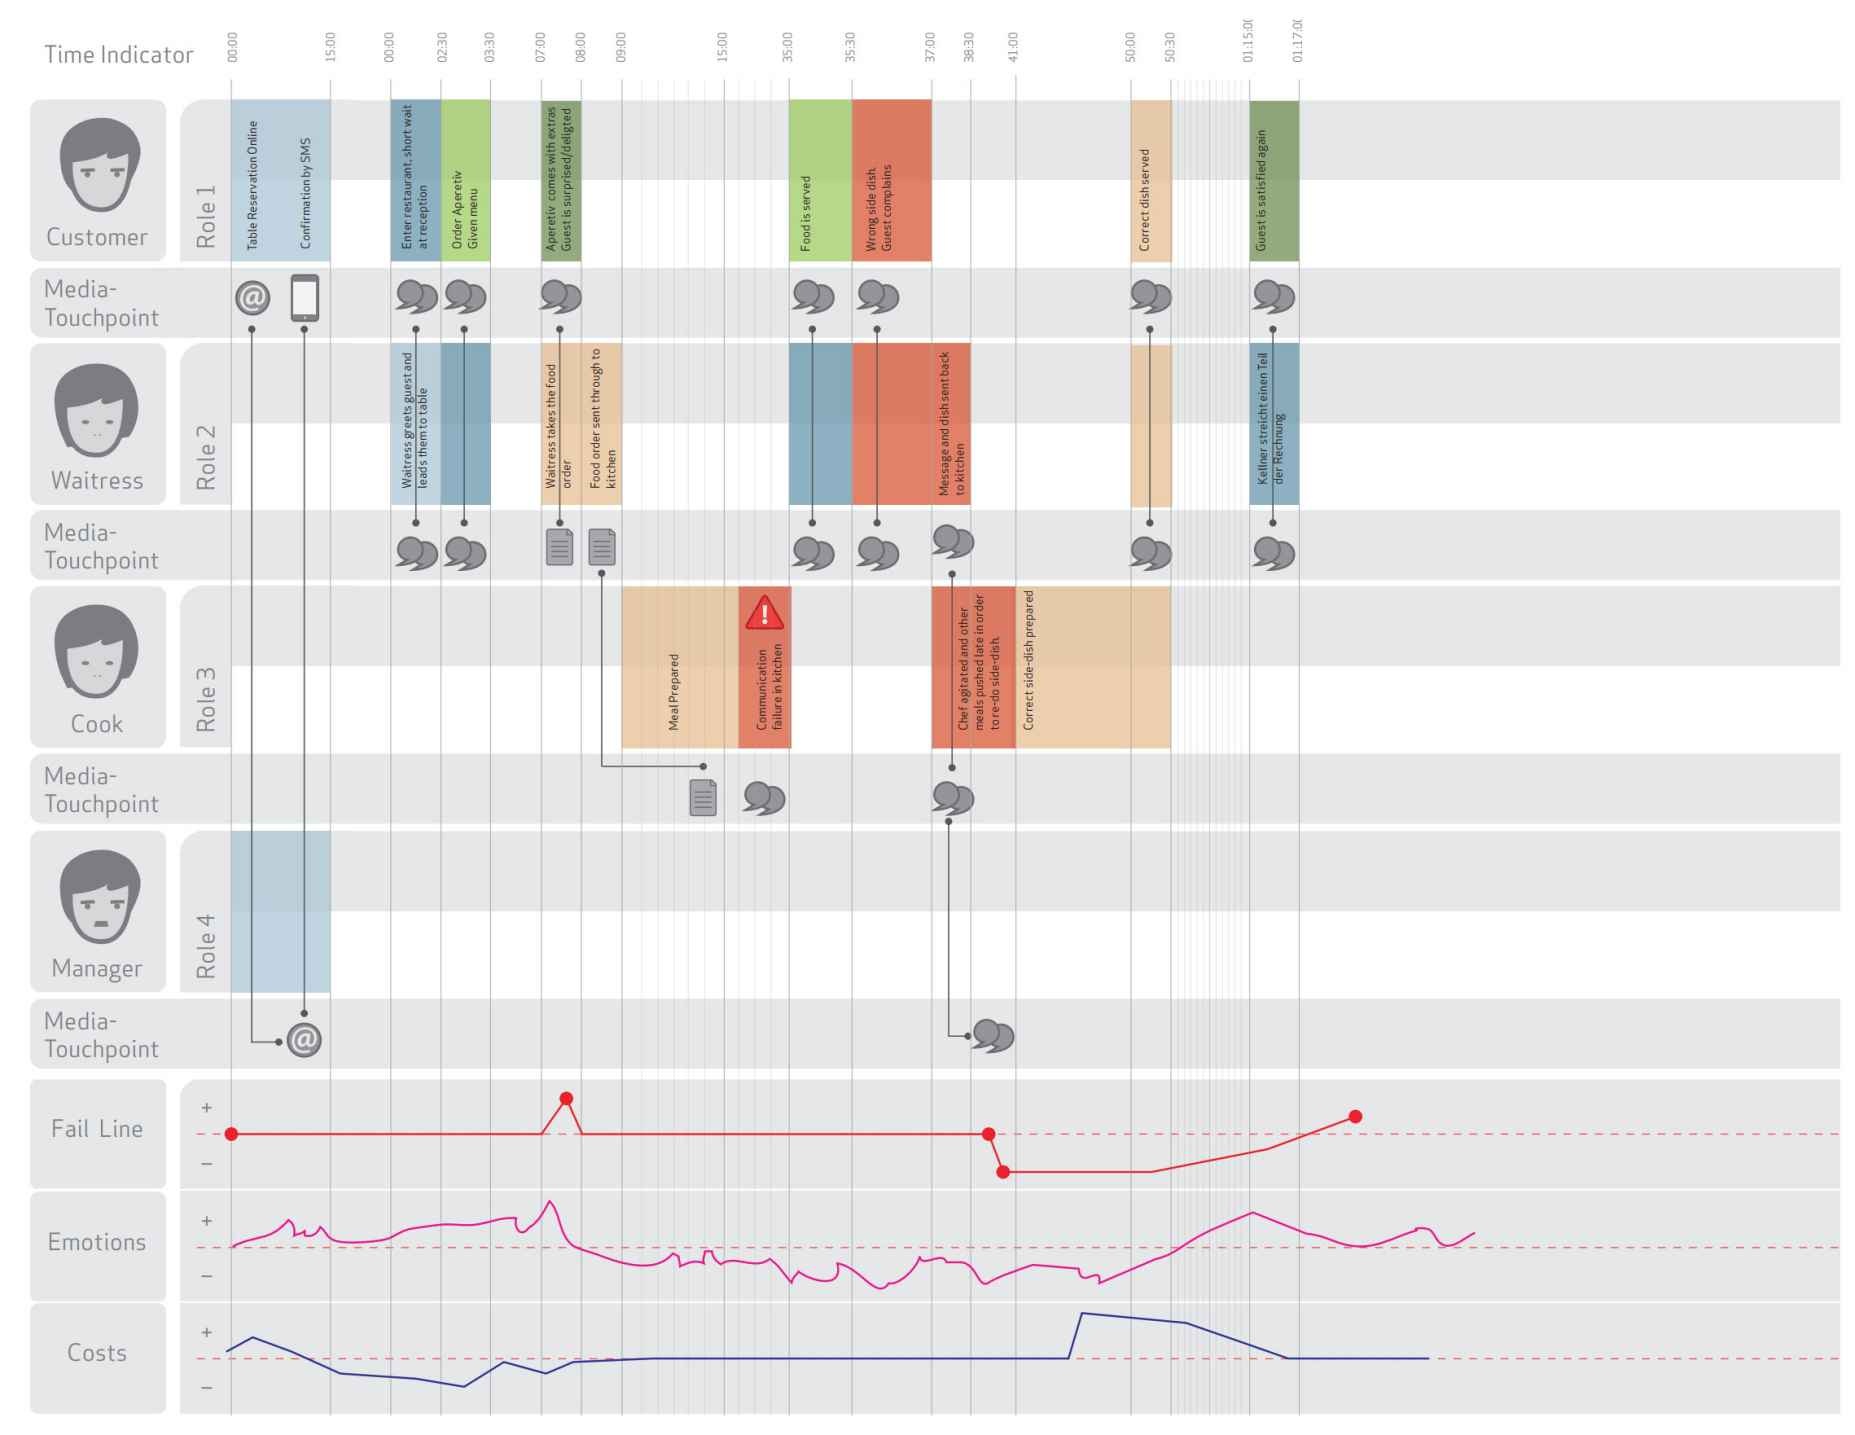 Time Indicator
00:00
15:00
00:00
02:30
03:30
07:00
08:00
09:00
15:00
35:00
35:30
37:00
38:30
41:00
50:00
50:30
01:15:00
01:17:00
Customer
Role 1
Table Reservation Online
Confirmation by SMS
Enter restaurant, short wait
at reception
Order Aperetiv
Given menu
Aperetiv comes with extras
Guest is surprised/deligted
Food is served
Wrong side dish.
Guest complains
Correct dish served
Guest is satisfied again
Media-
Touchpoint
@
Waitress
Role 2
Waitress greets guest and
leads them to table
Waitress takes the food
order
Food order sent through to
kitchen
Message and dish sent back
to kitchen
Kellner streicht einen Teil
der Rechnung
Media-
Touchpoint
Cook
Role 3
Meal Prepared
!
Communication
failure in kitchen
Chef agitated and other
meals pushed late in order
to re-do side-dish.
Correct side-dish prepared
Media-
Touchpoint
Manager
Role 4
Media-
Touchpoint
@
Fail Line
+
−
Emotions
+
−
Costs
+
−